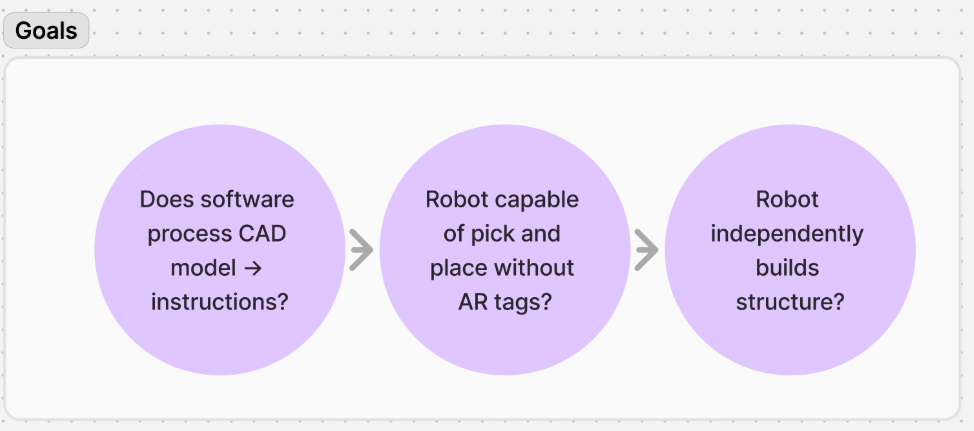 Goals
Does software
process CAD
model →
instructions?
Robot capable
of pick and
place without
AR tags?
Robot
independently
builds
structure?